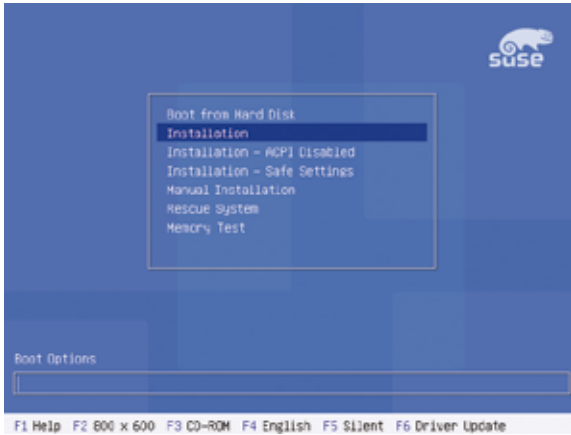 SUSE
Boot from Hard Disk
Installation
Installation - ACPI Disabled
Installation - Safe Settings
Manual Installation
Rescue System
Memory Test
Boot Options
F1 Help F2 800 x 600 F3 CD-ROM F4 English F5 Silent F6 Driver Update